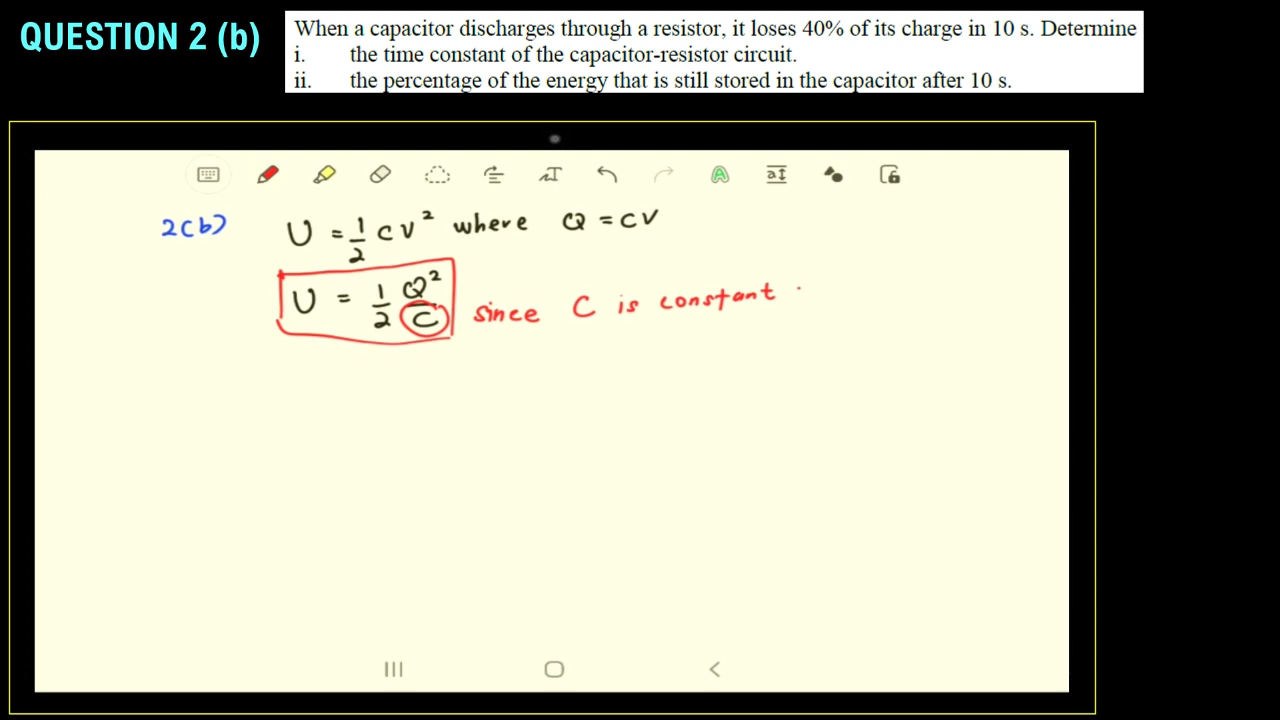 QUESTION 2 (b)
When a capacitor discharges through a resistor, it loses 40% of its charge in 10 s. Determine
i. the time constant of the capacitor-resistor circuit.
ii. the percentage of the energy that is still stored in the capacitor after 10 s.
2(b) U = 1/2 CV² where Q = CV
U = 1/2 Q²/C since C is constant .